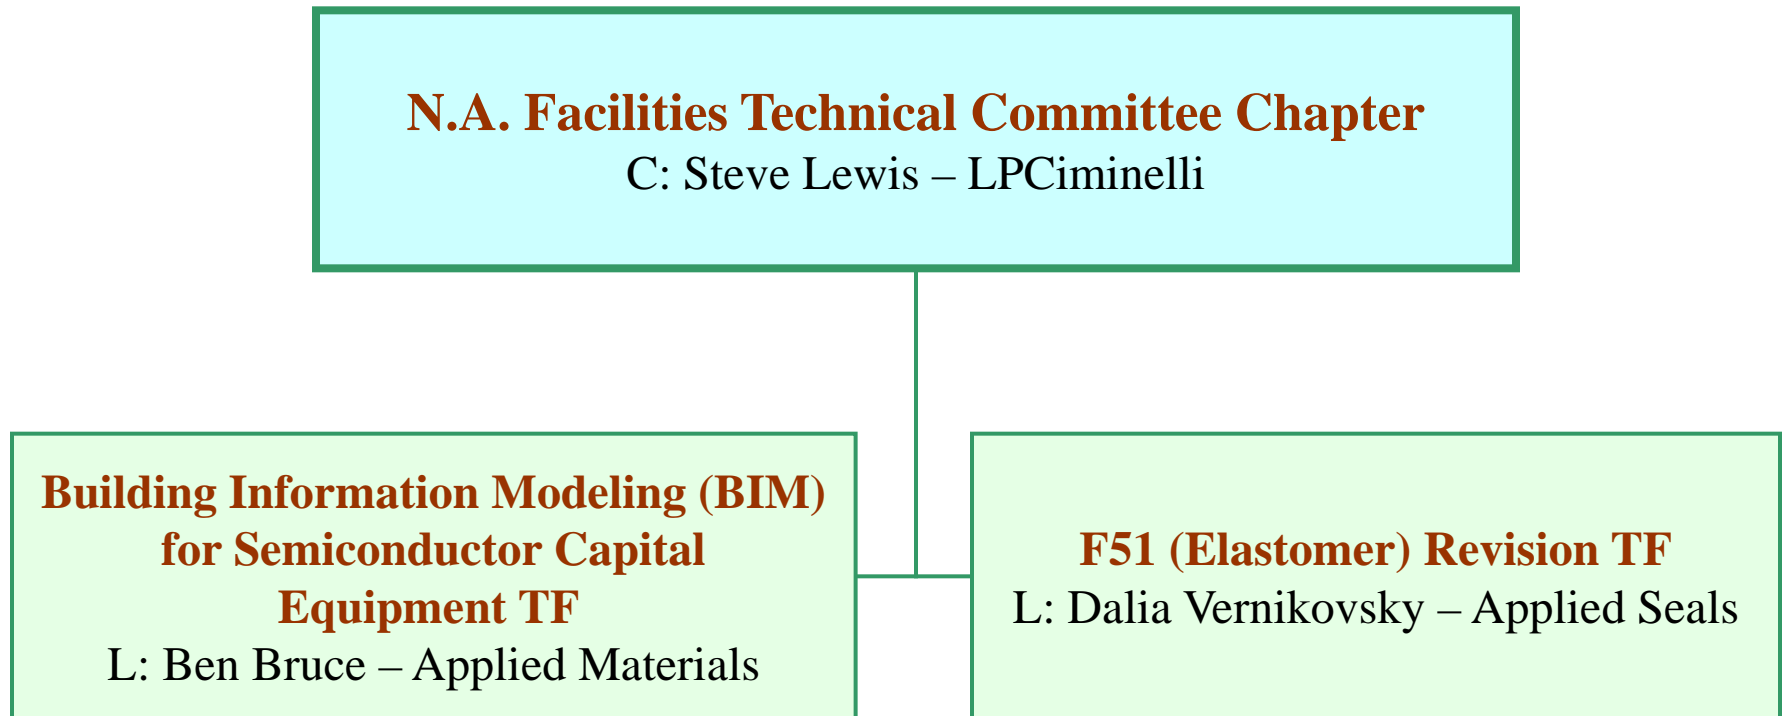 N.A. Facilities Technical Committee Chapter
C: Steve Lewis – LPCiminelli
Building Information Modeling (BIM)
for Semiconductor Capital
Equipment TF
L: Ben Bruce – Applied Materials
F51 (Elastomer) Revision TF
L: Dalia Vernikovsky – Applied Seals